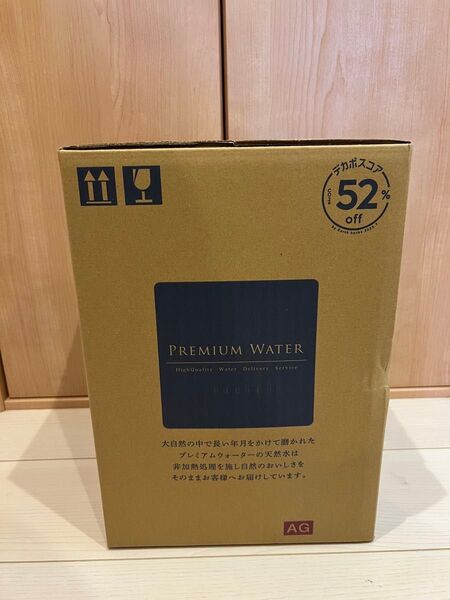 デカボスコア
CO2e
52%
off
PREMIUM WATER
HighQuality Water Delivery Service
大自然の中で長い年月をかけて磨かれた
プレミアムウォーターの天然水は
非加熱処理を施し自然のおいしさを
そのままお客様へお届けしています。
AG